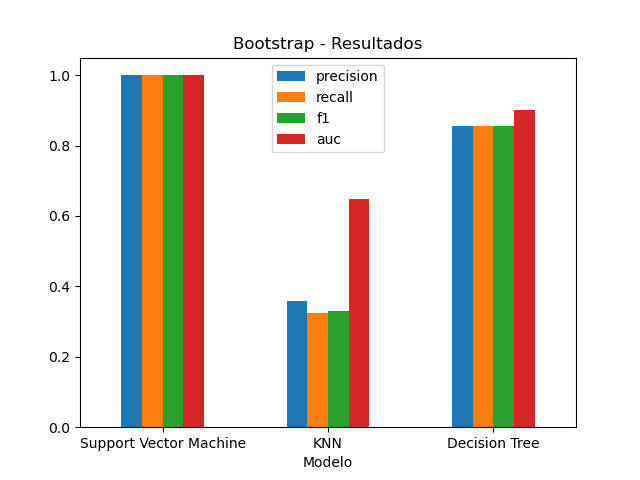 Bootstrap - Resultados
precision
recall
f1
auc
1.0
0.8
0.6
0.4
0.2
0.0
Support Vector Machine
KNN
Decision Tree
Modelo